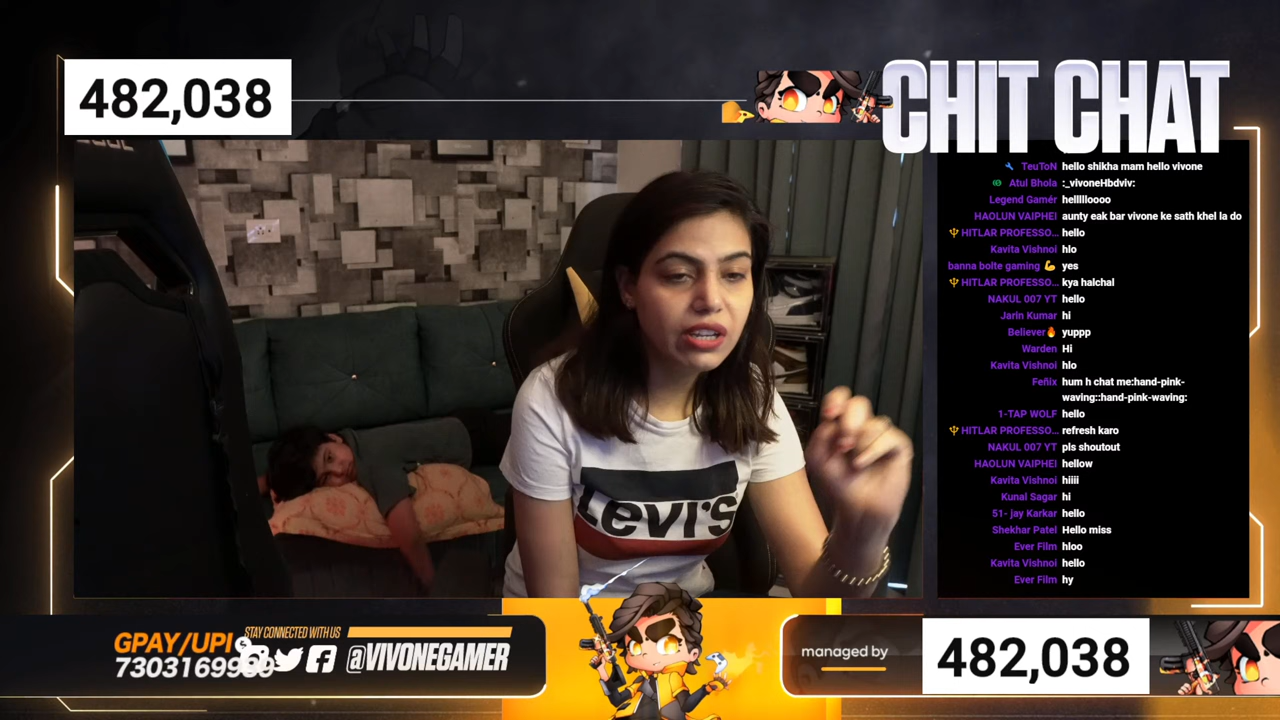 482,038
CHIT CHAT
TeuToN hello shikha mam hello vivone
Atul Bhola :_vivoneHbdviv:
Legend Gamér helllloooo
HAOLUN VAIPHEI aunty eak bar vivone ke sath khel la do
HITLAR PROFESSO... hello
Kavita Vishnoi hlo
banna bolte gaming 💪 yes
HITLAR PROFESSO... kya halchal
NAKUL 007 YT hello
Jarin Kumar hi
Believer🔥 yuppp
Warden Hi
Kavita Vishnoi hlo
Feñix hum h chat me:hand-pink-
waving::hand-pink-waving:
1-TAP WOLF hello
HITLAR PROFESSO... refresh karo
NAKUL 007 YT pls shoutout
HAOLUN VAIPHEI hellow
Kavita Vishnoi hiiii
Kunal Sagar hi
51- jay Karkar hello
Shekhar Patel Hello miss
Ever Film hloo
Kavita Vishnoi hello
Ever Film hy
Levi's
GPAY/UPI
STAY CONNECTED WITH US
@VIVONEGAMER
managed by
482,038